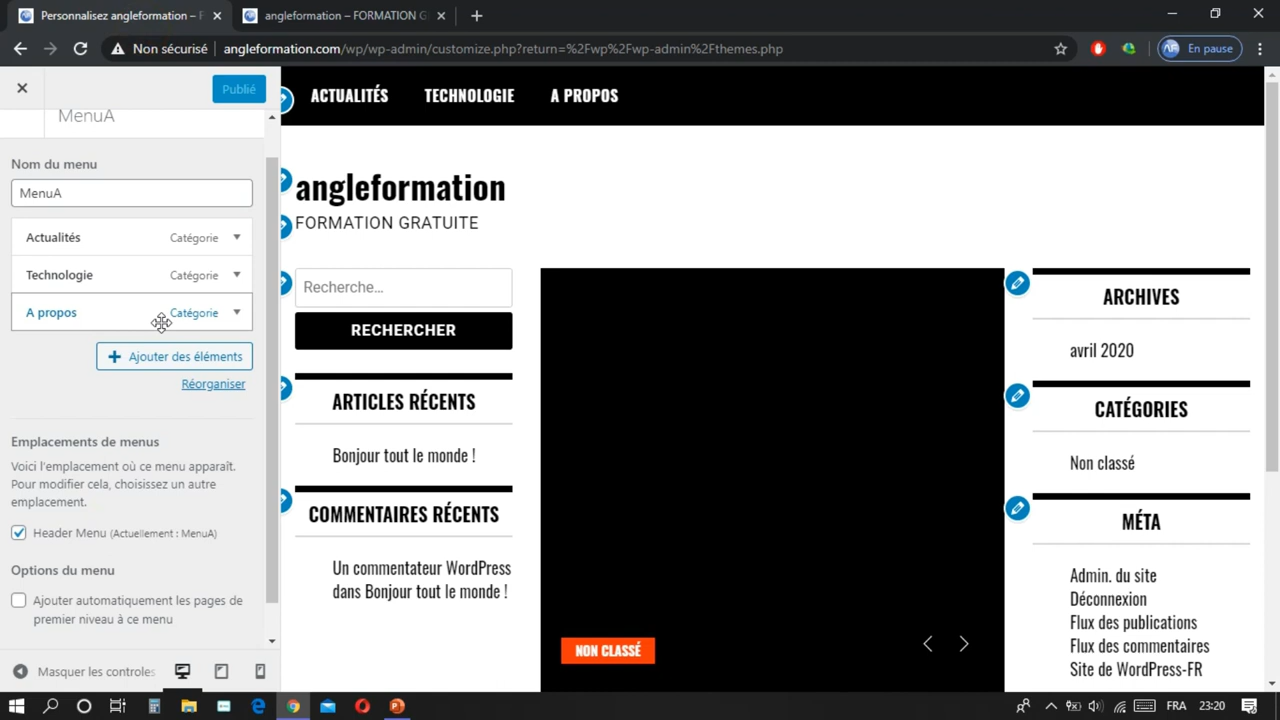 Personnalisez angleformation – F
angleformation – FORMATION G
Non sécurisé
angleformation.com/wp/wp-admin/customize.php?return=%2Fwp%2Fwp-admin%2Fthemes.php
En pause
Publié
MenuA
Nom du menu
MenuA
Actualités Catégorie
Technologie Catégorie
A propos Catégorie
Ajouter des éléments
Réorganiser
Emplacements de menus
Voici l'emplacement où ce menu apparaît.
Pour modifier cela, choisissez un autre
emplacement.
Header Menu (Actuellement : MenuA)
Options du menu
Ajouter automatiquement les pages de
premier niveau à ce menu
Masquer les controles
ACTUALITÉS TECHNOLOGIE A PROPOS
angleformation
FORMATION GRATUITE
Recherche...
RECHERCHER
ARTICLES RÉCENTS
Bonjour tout le monde !
COMMENTAIRES RÉCENTS
Un commentateur WordPress
dans Bonjour tout le monde !
NON CLASSÉ
ARCHIVES
avril 2020
CATÉGORIES
Non classé
MÉTA
Admin. du site
Déconnexion
Flux des publications
Flux des commentaires
Site de WordPress-FR
FRA
23:20